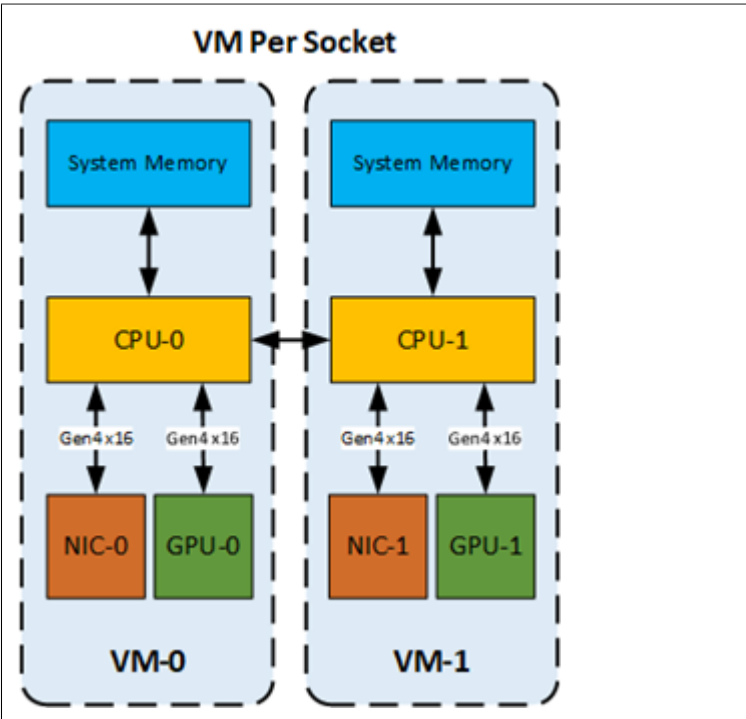 VM Per Socket
System Memory
System Memory
CPU-0
CPU-1
Gen4 x16
Gen4 x16
Gen4 x16
Gen4 x16
NIC-0
GPU-0
NIC-1
GPU-1
VM-0
VM-1